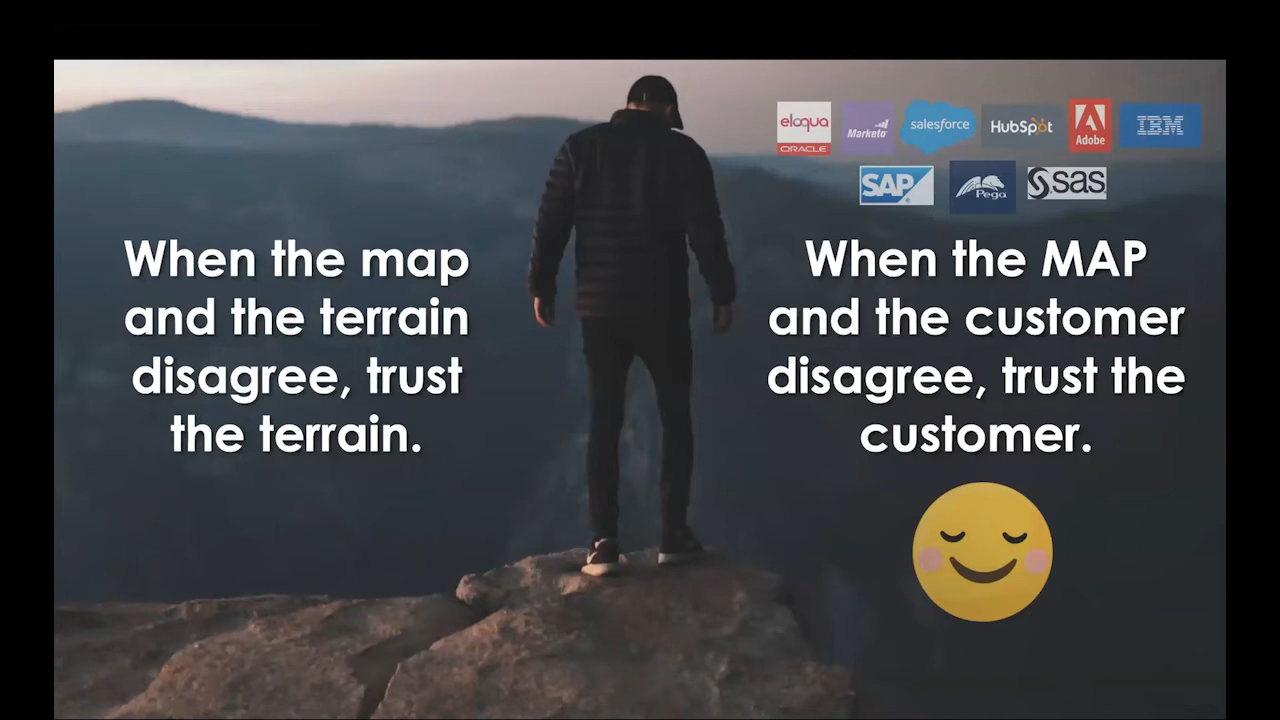 When the map
and the terrain
disagree, trust
the terrain.
eloqua
ORACLE
Marketo
salesforce
HubSpot
Adobe
IBM
SAP
Pega
sas
When the MAP
and the customer
disagree, trust the
customer.